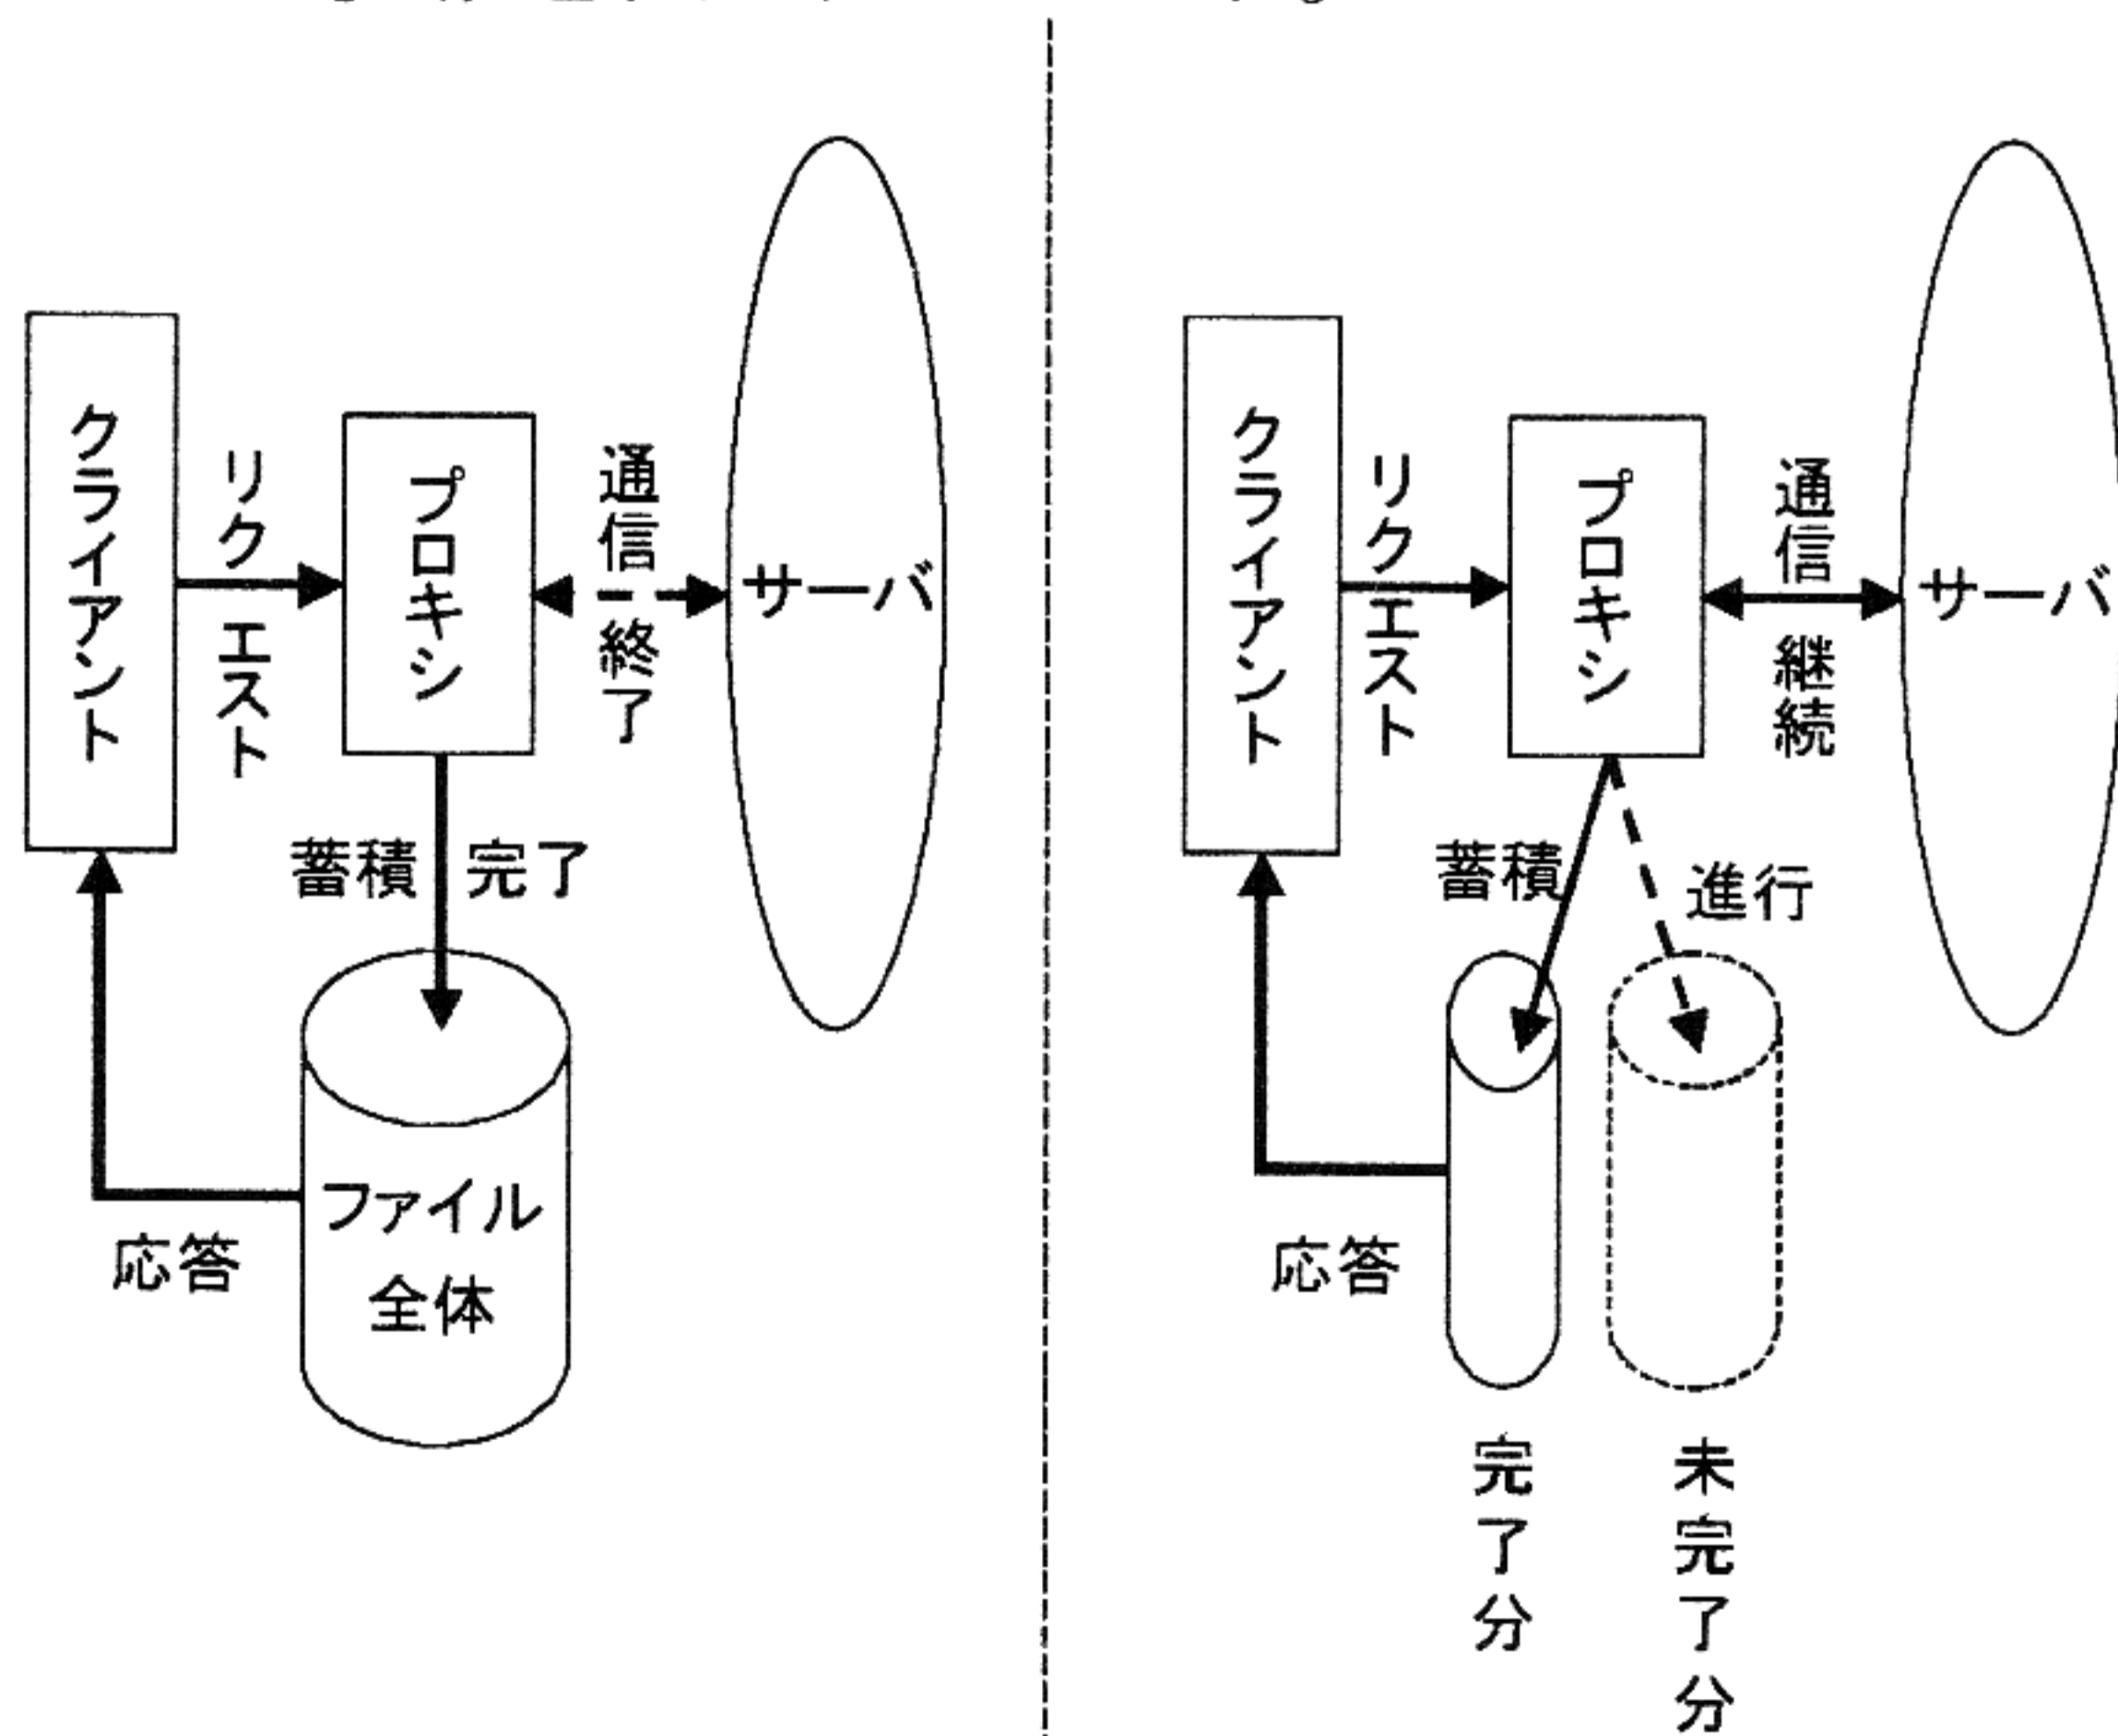 クライアント
リクエスト
プロキシ
通信
終了
サーバ
蓄積
完了
ファイル
全体
応答
クライアント
リクエスト
プロキシ
通信
継続
サーバ
蓄積
進行
応答
完了分
未完了分